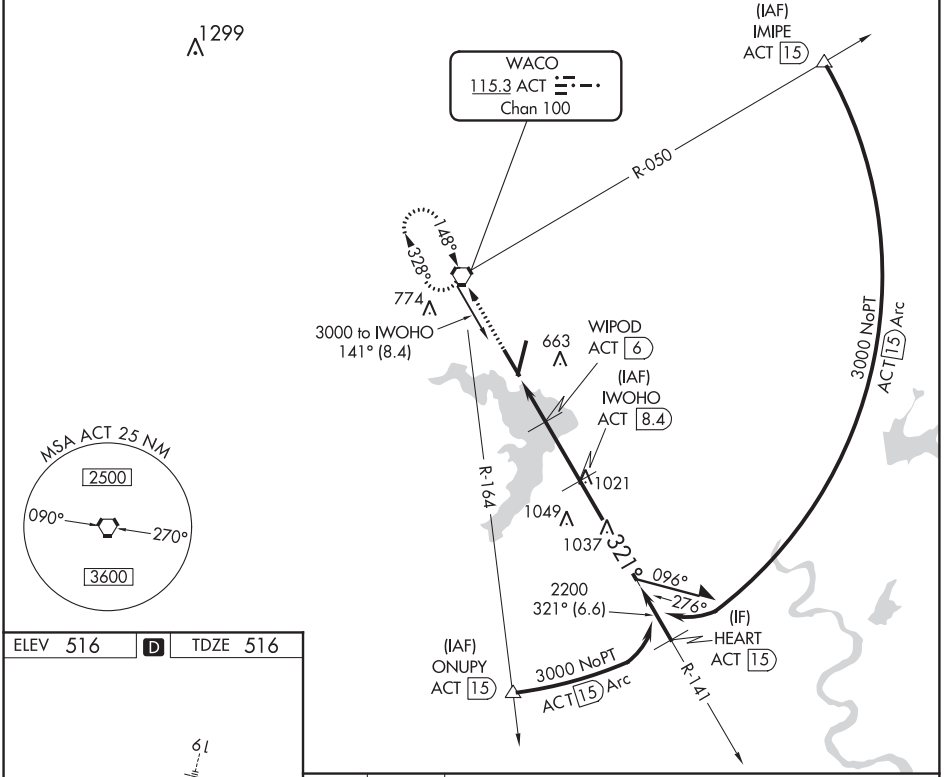 1299
(IAF)
IMIPE
ACT 15
WACO
115.3 ACT
Chan 100
R-050
148°
328°
774
3000 to IWOHO
141° (8.4)
663
WIPOD
ACT 6
(IAF)
IWOHO
ACT 8.4
3000 NoPT
ACT 15 Arc
R-164
1021
1049
1037
321°
MSA ACT 25 NM
2500
090°
270°
3600
096°
276°
2200
321° (6.6)
(IF)
HEART
ACT 15
R-141
(IAF)
ONUPY
ACT 15
3000 NoPT
ACT 15 Arc
ELEV 516 D TDZE 516
19